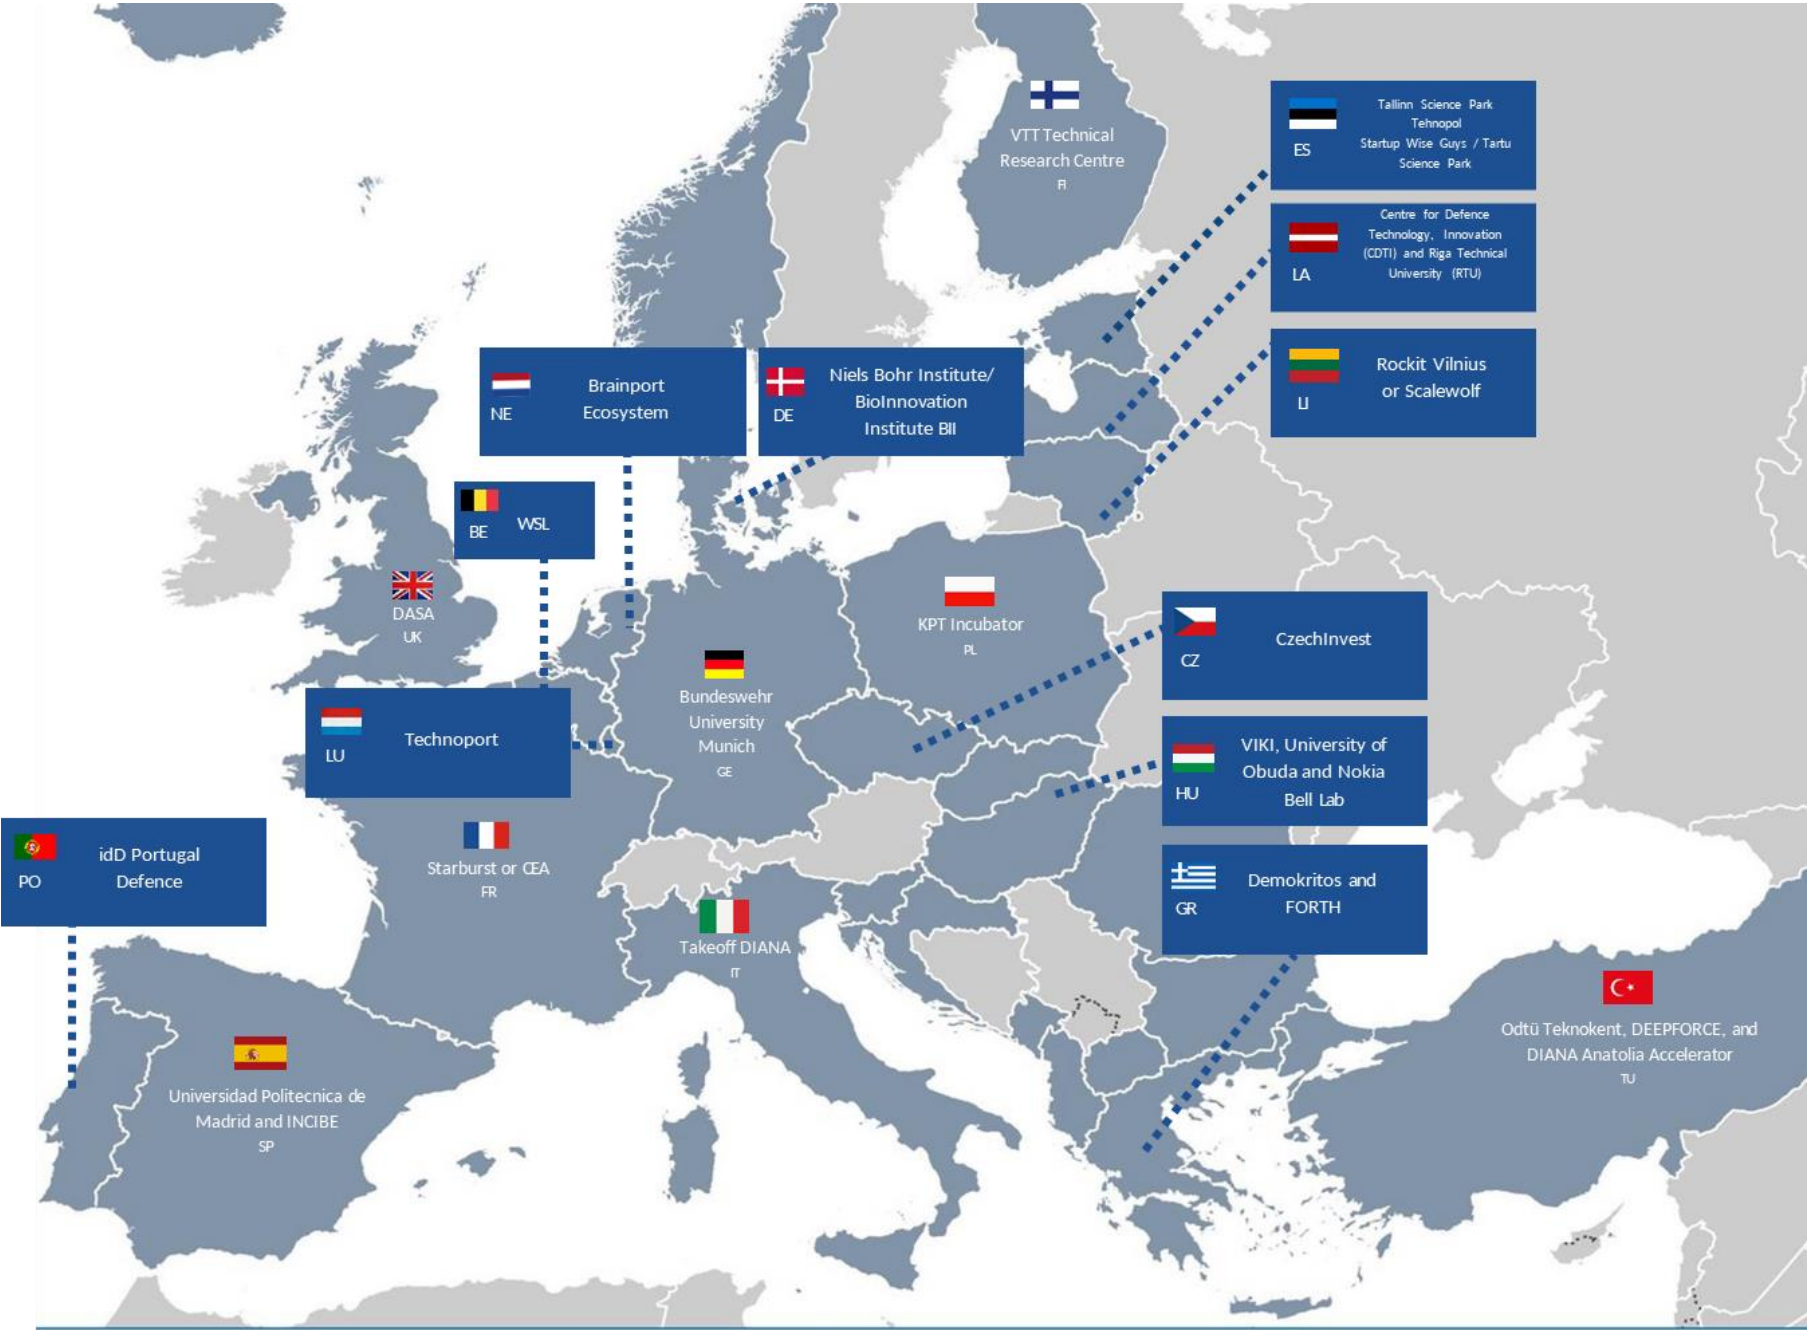 VTT Technical
Research Centre
FI
Tallinn Science Park
Tehnopol
Startup Wise Guys / Tartu
Science Park
ES
Centre for Defence
Technology, Innovation
(CDTI) and Riga Technical
University (RTU)
LA
Rockit Vilnius
or Scalewolf
LI
Brainport
Ecosystem
NE
Niels Bohr Institute/
BioInnovation
Institute BII
DE
WSL
BE
DASA
UK
KPT Incubator
PL
CzechInvest
CZ
Bundeswehr
University
Munich
GE
Technoport
LU
VIKI, University of
Obuda and Nokia
Bell Lab
HU
idD Portugal
Defence
PO
Starburst or CEA
FR
Demokritos and
FORTH
GR
Takeoff DIANA
IT
Odtü Teknokent, DEEPFORCE, and
DIANA Anatolia Accelerator
TU
Universidad Politecnica de
Madrid and INCIBE
SP